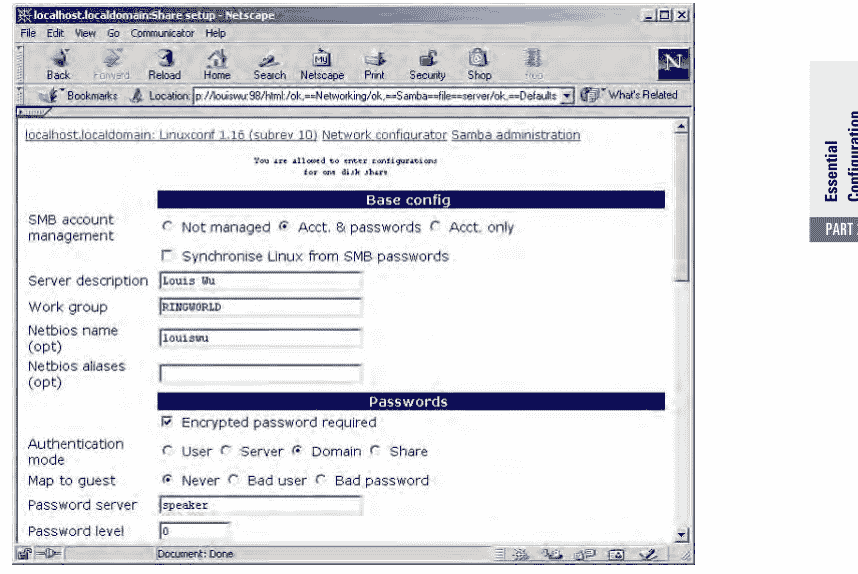 localhost.localdomain:Share setup - Netscape
File Edit View Go Communicator Help
Back Forward Reload Home Search Netscape Print Security Shop Stop
Bookmarks Location: p://louiswu:98/html:/ok,==Networking/ok,==Samba==file==server/ok,==Defaults What's Related
localhost.localdomain: Linuxconf 1.16 (subrev 10) Network configurator Samba administration
You are allowed to enter configurations
for one disk share
Base config
SMB account management Not managed Acct. & passwords Acct. only
Synchronise Linux from SMB passwords
Server description Louis Wu
Work group RINGWORLD
Netbios name (opt) louiswu
Netbios aliases (opt)
Passwords
Encrypted password required
Authentication mode User Server Domain Share
Map to guest Never Bad user Bad password
Password server speaker
Password level 0
Document: Done
Essential
Configuration
PART